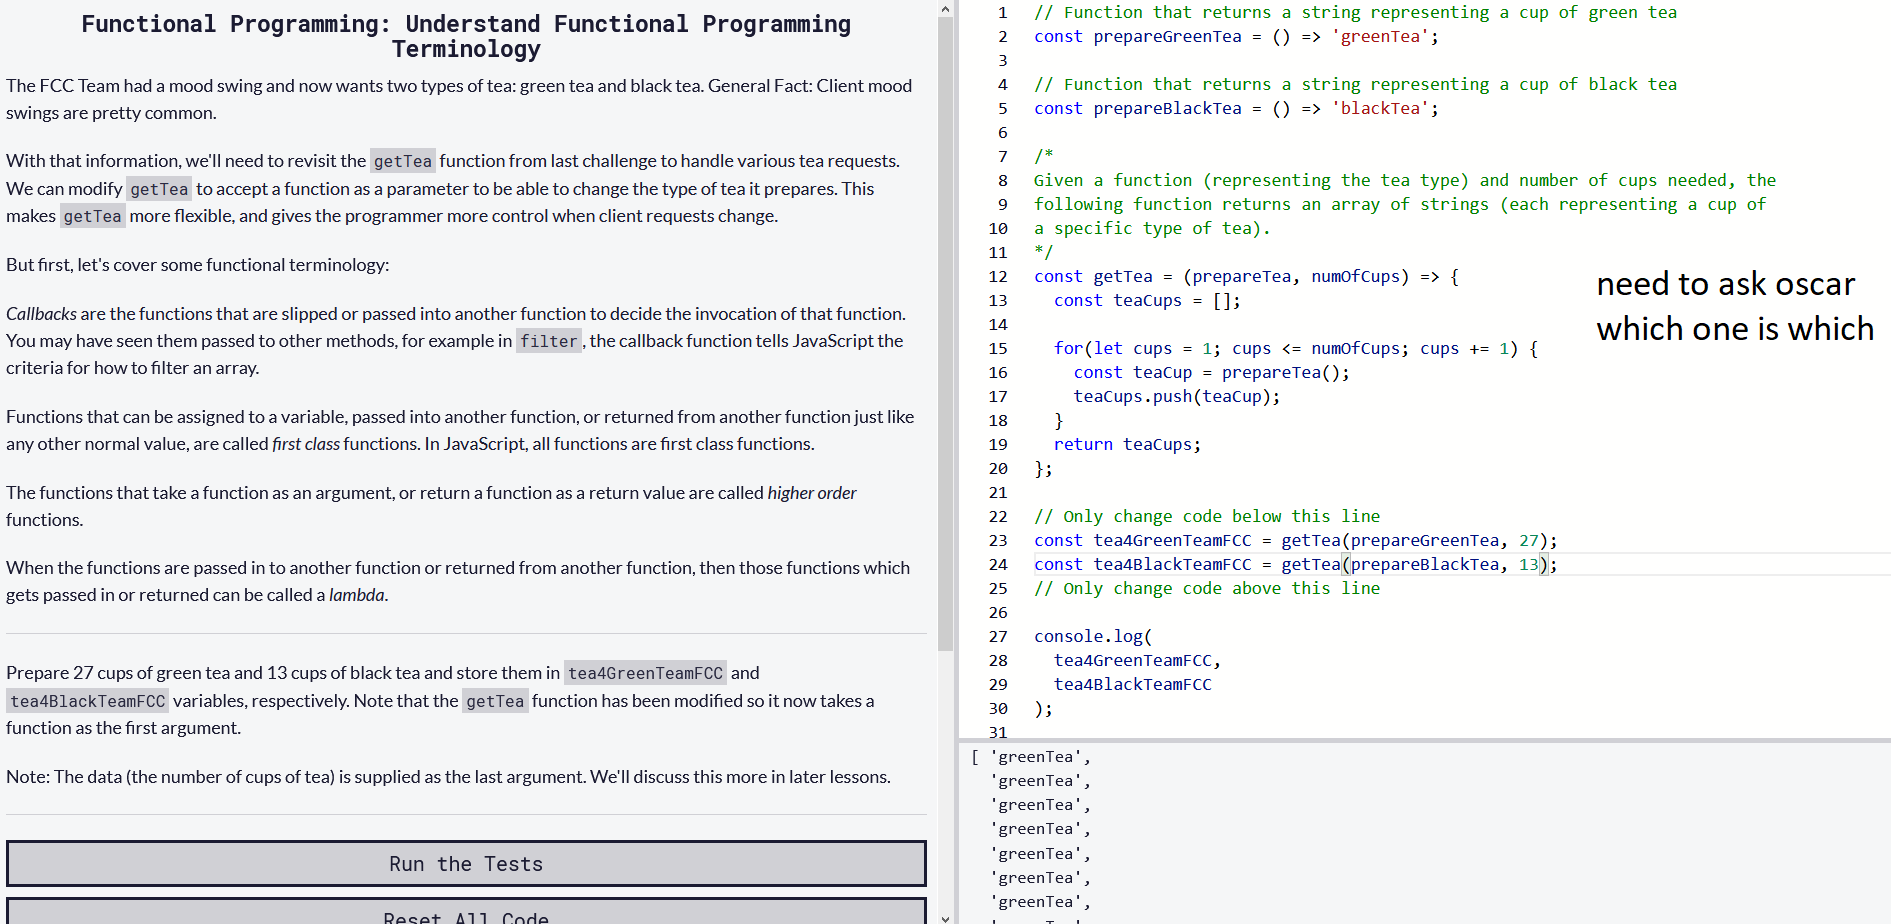 Functional Programming: Understand Functional Programming
Terminology
The FCC Team had a mood swing and now wants two types of tea: green tea and black tea. General Fact: Client mood
swings are pretty common.
With that information, we'll need to revisit the getTea function from last challenge to handle various tea requests.
We can modify getTea to accept a function as a parameter to be able to change the type of tea it prepares. This
makes getTea more flexible, and gives the programmer more control when client requests change.
But first, let's cover some functional terminology:
Callbacks are the functions that are slipped or passed into another function to decide the invocation of that function.
You may have seen them passed to other methods, for example in filter, the callback function tells JavaScript the
criteria for how to filter an array.
Functions that can be assigned to a variable, passed into another function, or returned from another function just like
any other normal value, are called first class functions. In JavaScript, all functions are first class functions.
The functions that take a function as an argument, or return a function as a return value are called higher order
functions.
When the functions are passed in to another function or returned from another function, then those functions which
gets passed in or returned can be called a lambda.
Prepare 27 cups of green tea and 13 cups of black tea and store them in tea4GreenTeamFCC and
tea4BlackTeamFCC variables, respectively. Note that the getTea function has been modified so it now takes a
function as the first argument.
Note: The data (the number of cups of tea) is supplied as the last argument. We'll discuss this more in later lessons.
Run the Tests
Reset All Code
1 // Function that returns a string representing a cup of green tea
2 const prepareGreenTea = () => 'greenTea';
3
4 // Function that returns a string representing a cup of black tea
5 const prepareBlackTea = () => 'blackTea';
6
7 /*
8 Given a function (representing the tea type) and number of cups needed, the
9 following function returns an array of strings (each representing a cup of
10 a specific type of tea).
11 */
12 const getTea = (prepareTea, numOfCups) => {
13 const teaCups = [];
14
15 for(let cups = 1; cups <= numOfCups; cups += 1) {
16 const teaCup = prepareTea();
17 teaCups.push(teaCup);
18 }
19 return teaCups;
20 };
21
22 // Only change code below this line
23 const tea4GreenTeamFCC = getTea(prepareGreenTea, 27);
24 const tea4BlackTeamFCC = getTea(prepareBlackTea, 13);
25 // Only change code above this line
26
27 console.log(
28 tea4GreenTeamFCC,
29 tea4BlackTeamFCC
30 );
31
need to ask oscar
which one is which
[ 'greenTea',
'greenTea',
'greenTea',
'greenTea',
'greenTea',
'greenTea',
'greenTea',